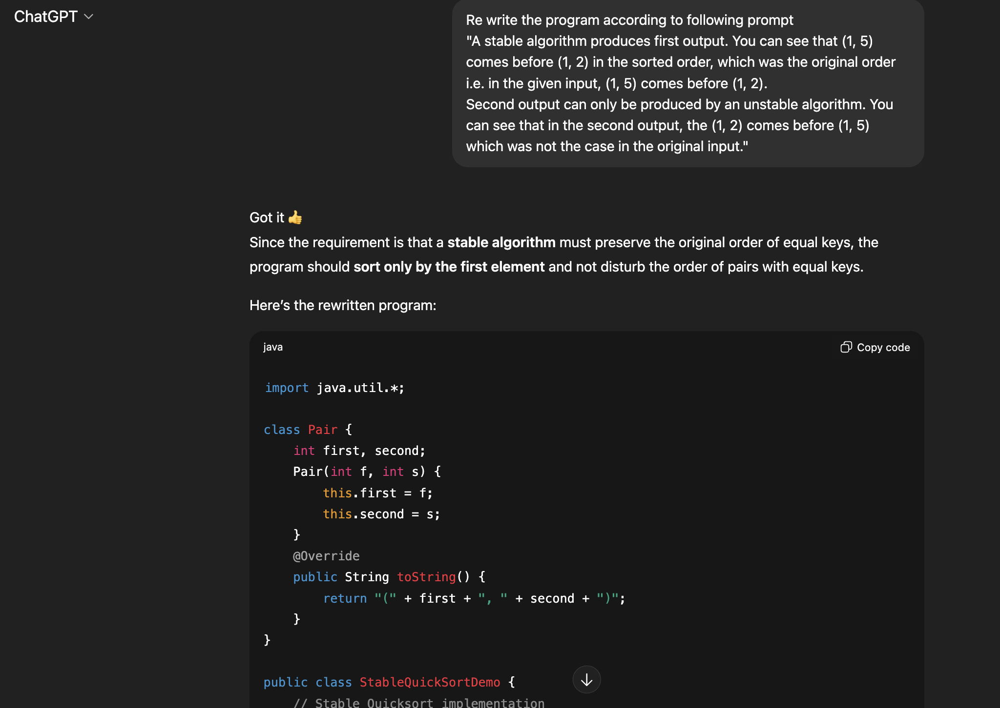 ChatGPT
Re write the program according to following prompt
"A stable algorithm produces first output. You can see that (1, 5)
comes before (1, 2) in the sorted order, which was the original order
i.e. in the given input, (1, 5) comes before (1, 2).
Second output can only be produced by an unstable algorithm. You
can see that in the second output, the (1, 2) comes before (1, 5)
which was not the case in the original input."
Got it 👍
Since the requirement is that a stable algorithm must preserve the original order of equal keys, the
program should sort only by the first element and not disturb the order of pairs with equal keys.
Here’s the rewritten program:
java
Copy code
import java.util.*;
class Pair {
    int first, second;
    Pair(int f, int s) {
        this.first = f;
        this.second = s;
    }
    @Override
    public String toString() {
        return "(" + first + ", " + second + ")";
    }
}
public class StableQuickSortDemo {
    // Stable Quicksort implementation